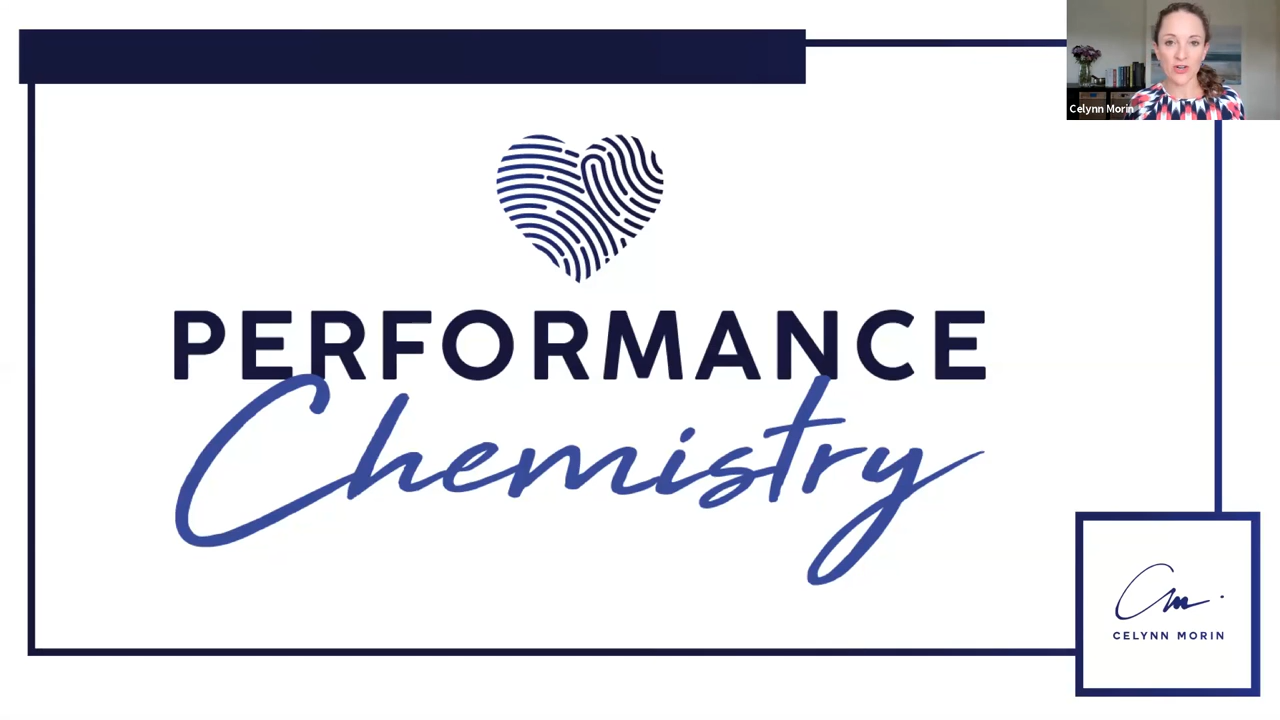 Celynn Morin
PERFORMANCE
Chemistry
Cm.
CELYNN MORIN